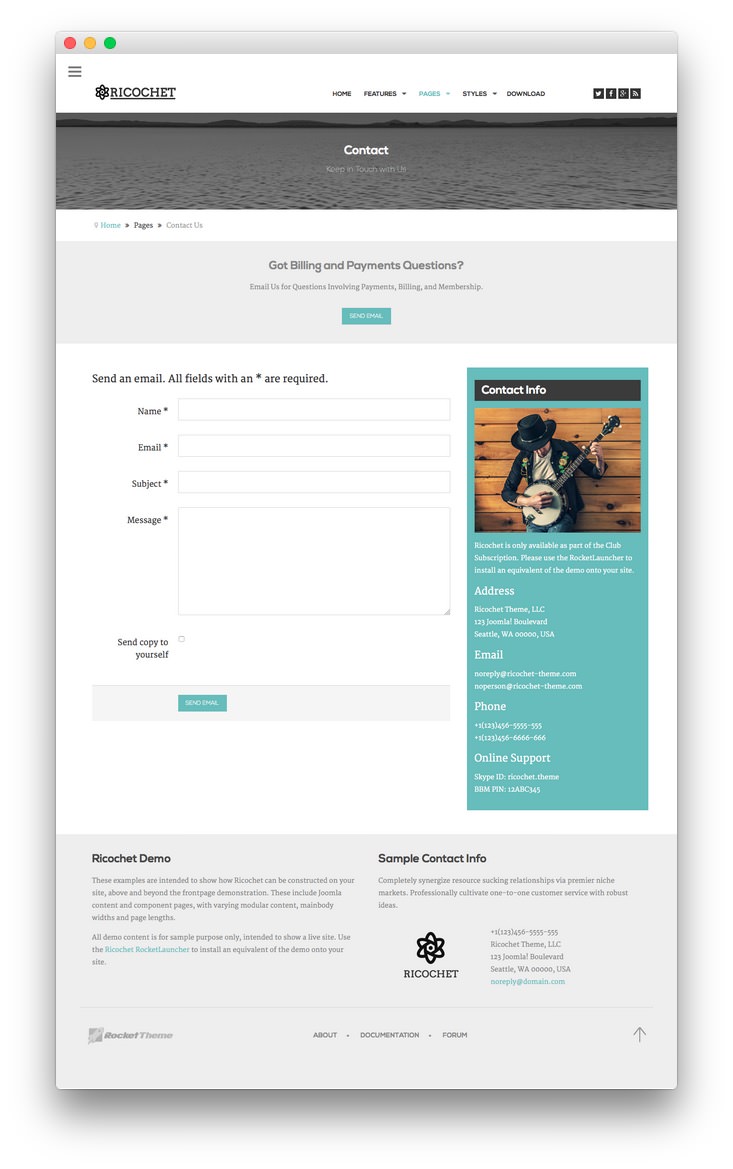 RICOCHET
HOME FEATURES PAGES STYLES DOWNLOAD
Contact
Keep in Touch with Us
Home » Pages » Contact Us
Got Billing and Payments Questions?
Email Us for Questions Involving Payments, Billing, and Membership.
SEND EMAIL
Send an email. All fields with an * are required.
Name *
Email *
Subject *
Message *
Send copy to
yourself
SEND EMAIL
Contact Info
Ricochet is only available as part of the Club
Subscription. Please use the RocketLauncher to
install an equivalent of the demo onto your site.
Address
Ricochet Theme, LLC
123 Joomla! Boulevard
Seattle, WA 00000, USA
Email
noreply@ricochet-theme.com
noperson@ricochet-theme.com
Phone
+1(123)456-5555-555
+1(123)456-6666-666
Online Support
Skype ID: ricochet.theme
BBM PIN: 12ABC345
Ricochet Demo
These examples are intended to show how Ricochet can be constructed on your
site, above and beyond the frontpage demonstration. These include Joomla
content and component pages, with varying modular content, mainbody
widths and page lengths.
All demo content is for sample purpose only, intended to show a live site. Use
the Ricochet RocketLauncher to install an equivalent of the demo onto your
site.
Sample Contact Info
Completely synergize resource sucking relationships via premier niche
markets. Professionally cultivate one-to-one customer service with robust
ideas.
RICOCHET
+1(123)456-5555-555
Ricochet Theme, LLC
123 Joomla! Boulevard
Seattle, WA 00000, USA
noreply@domain.com
RocketTheme
ABOUT • DOCUMENTATION • FORUM